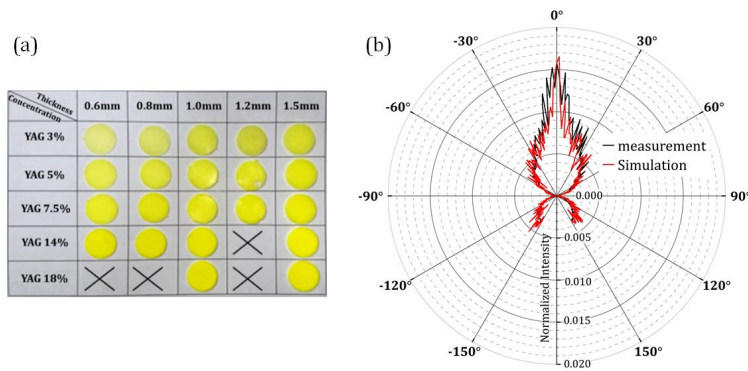 (a)
Thickness
Concentration
0.6mm 0.8mm 1.0mm 1.2mm 1.5mm
YAG 3%
YAG 5%
YAG 7.5%
YAG 14%
YAG 18%
(b)
0°
-30° 30°
-60° 60°
measurement
Simulation
-90° 90°
0.000
0.005
-120° 120°
0.010
0.015
-150° 150°
0.020
Normalized Intensity